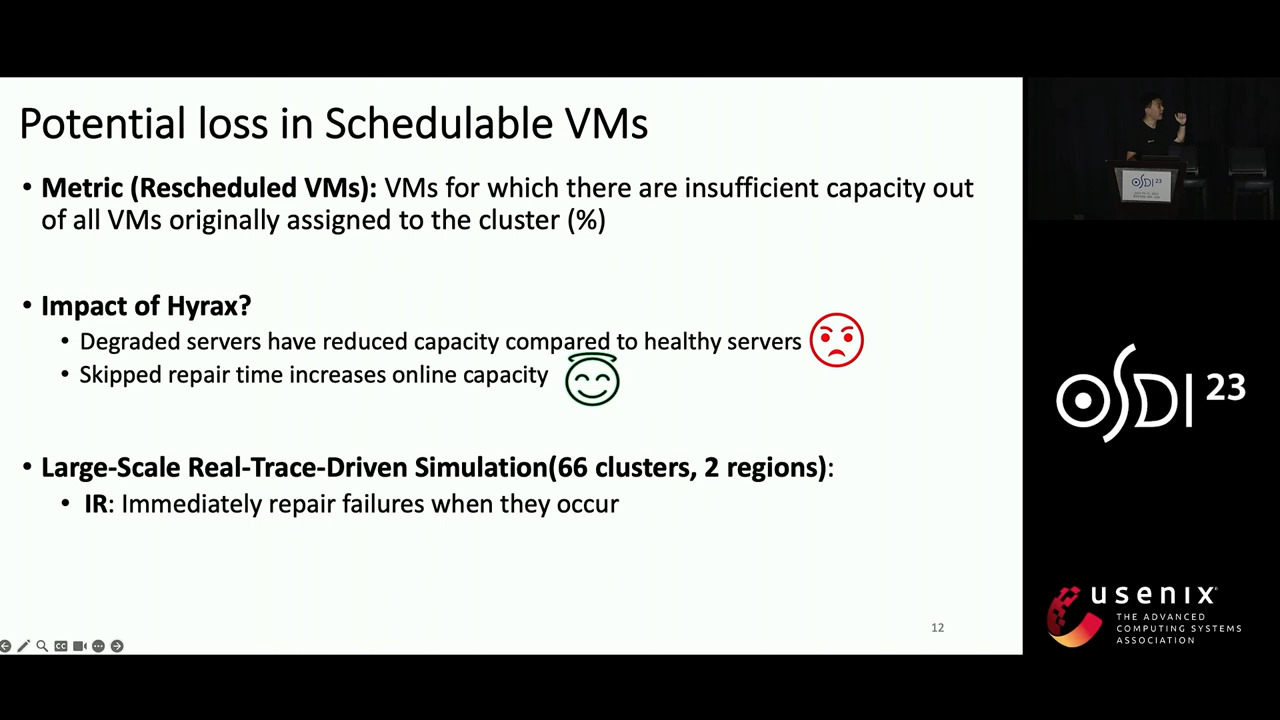 Potential loss in Schedulable VMs
• Metric (Rescheduled VMs): VMs for which there are insufficient capacity out
of all VMs originally assigned to the cluster (%)
• Impact of Hyrax?
• Degraded servers have reduced capacity compared to healthy servers
• Skipped repair time increases online capacity
• Large-Scale Real-Trace-Driven Simulation(66 clusters, 2 regions):
• IR: Immediately repair failures when they occur
12
OSDI 23
OSDI 23
usenix
THE ADVANCED
COMPUTING SYSTEMS
ASSOCIATION